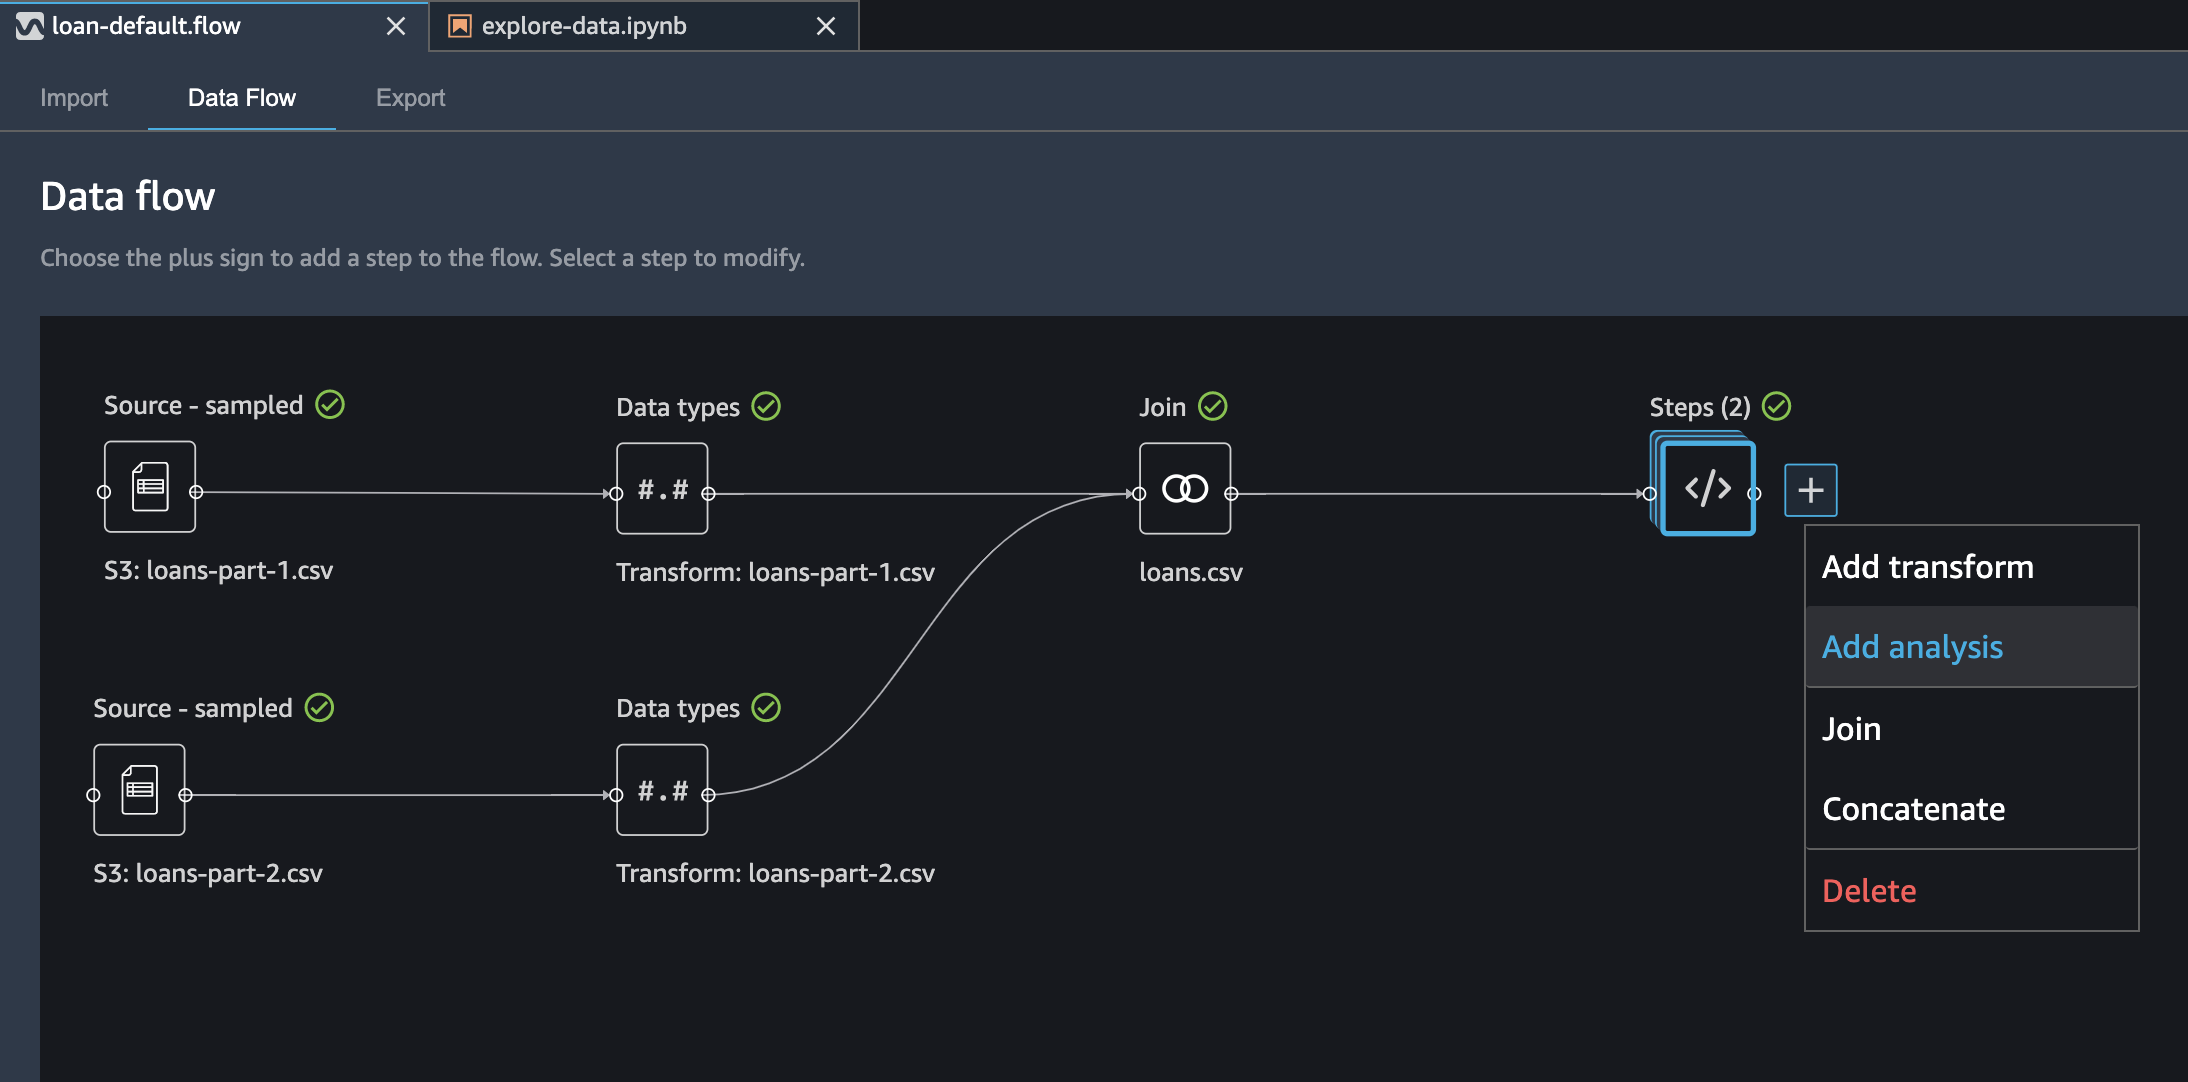 loan-default.flow
explore-data.ipynb
Import
Data Flow
Export
Data flow
Choose the plus sign to add a step to the flow. Select a step to modify.
Source - sampled
Data types
Join
Steps (2)
#.#
</>
S3: loans-part-1.csv
Transform: loans-part-1.csv
loans.csv
Add transform
Add analysis
Join
Concatenate
Delete
Source - sampled
Data types
#.#
S3: loans-part-2.csv
Transform: loans-part-2.csv